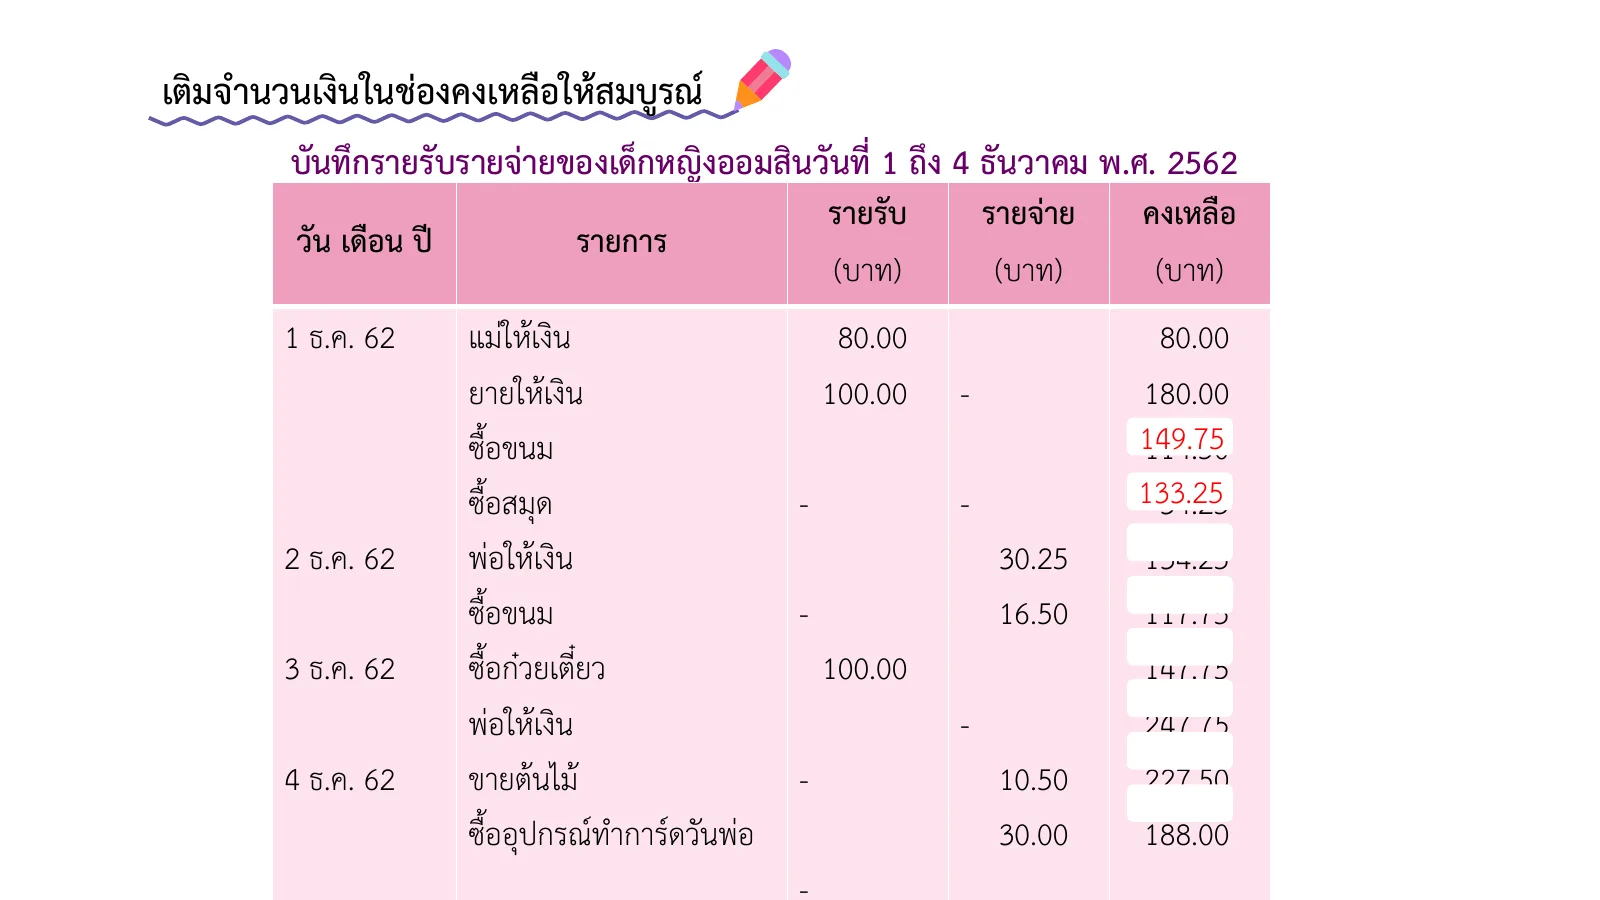 เติมจำนวนเงินในช่องคงเหลือให้สมบูรณ์
บันทึกรายรับรายจ่ายของเด็กหญิงออมสินวันที่ 1 ถึง 4 ธันวาคม พ.ศ. 2562
วัน เดือน ปี รายการ รายรับ (บาท) รายจ่าย (บาท) คงเหลือ (บาท)
1 ธ.ค. 62 แม่ให้เงิน 80.00 80.00
ยายให้เงิน 100.00 - 180.00
ซื้อขนม 149.75
ซื้อสมุด - - 133.25
2 ธ.ค. 62 พ่อให้เงิน 30.25
ซื้อขนม - 16.50 117.75
3 ธ.ค. 62 ซื้อก๋วยเตี๋ยว 100.00 147.75
พ่อให้เงิน - 247.75
4 ธ.ค. 62 ขายต้นไม้ - 10.50 227.50
ซื้ออุปกรณ์ทำการ์ดวันพ่อ 30.00 188.00
-